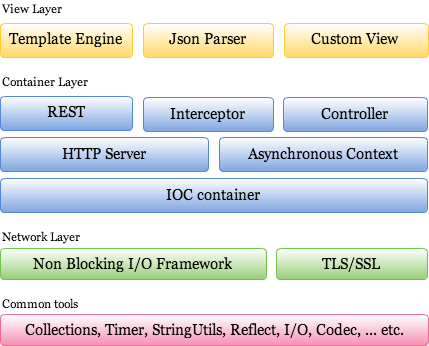 View Layer
Template Engine Json Parser Custom View
Container Layer
REST Interceptor Controller
HTTP Server Asynchronous Context
IOC container
Network Layer
Non Blocking I/O Framework TLS/SSL
Common tools
Collections, Timer, StringUtils, Reflect, I/O, Codec, ... etc.